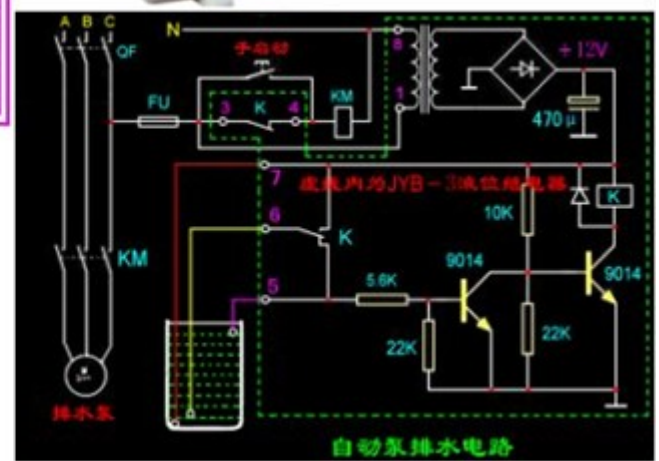 A B C
N
QF
手启动
8
+12V
FU
3 K 4
KM
1
470μ
7
虚线内为JYB-3液位继电器
K
10K
6
K
KM
9014
9014
5
5.6K
22K
22K
排水泵
自动泵排水电路